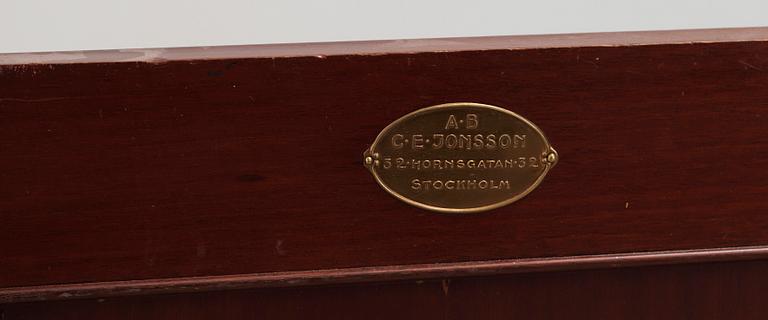 A·B
C·E·JONSSON
32·HORNSGATAN·32
STOCKHOLM